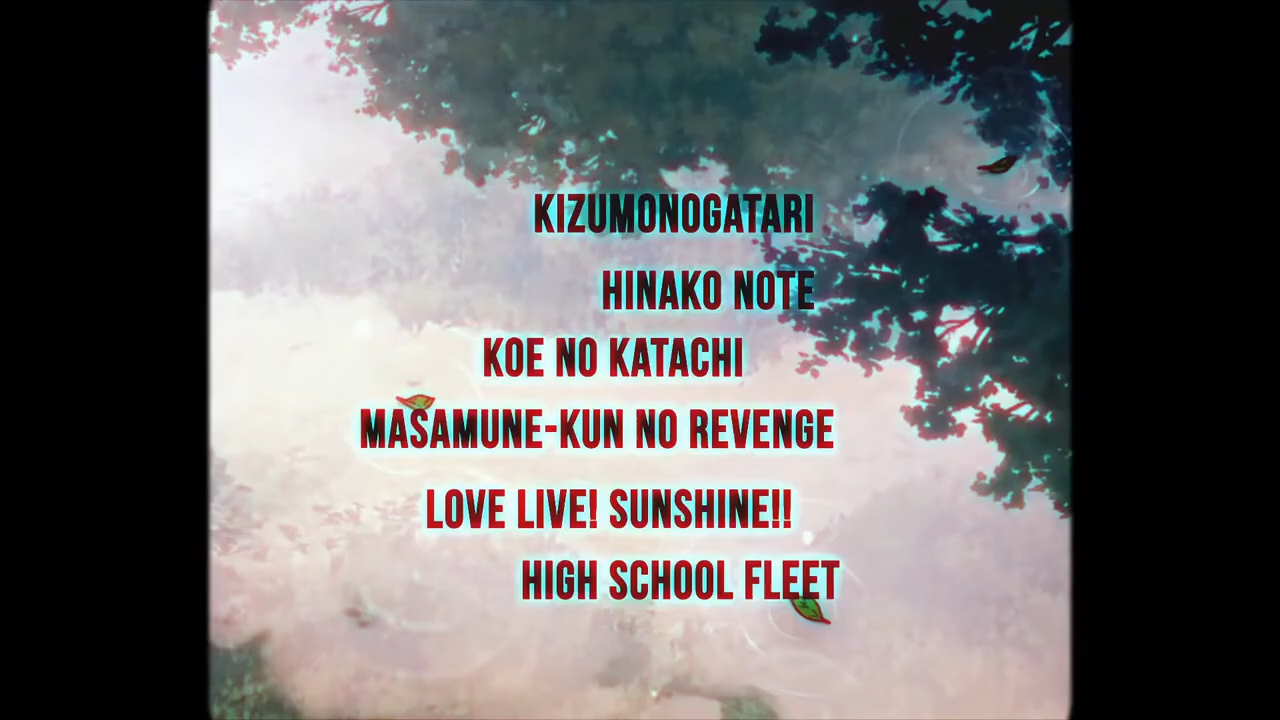 KIZUMONOGATARI
HINAKO NOTE
KOE NO KATACHI
MASAMUNE-KUN NO REVENGE
LOVE LIVE! SUNSHINE!!
HIGH SCHOOL FLEET